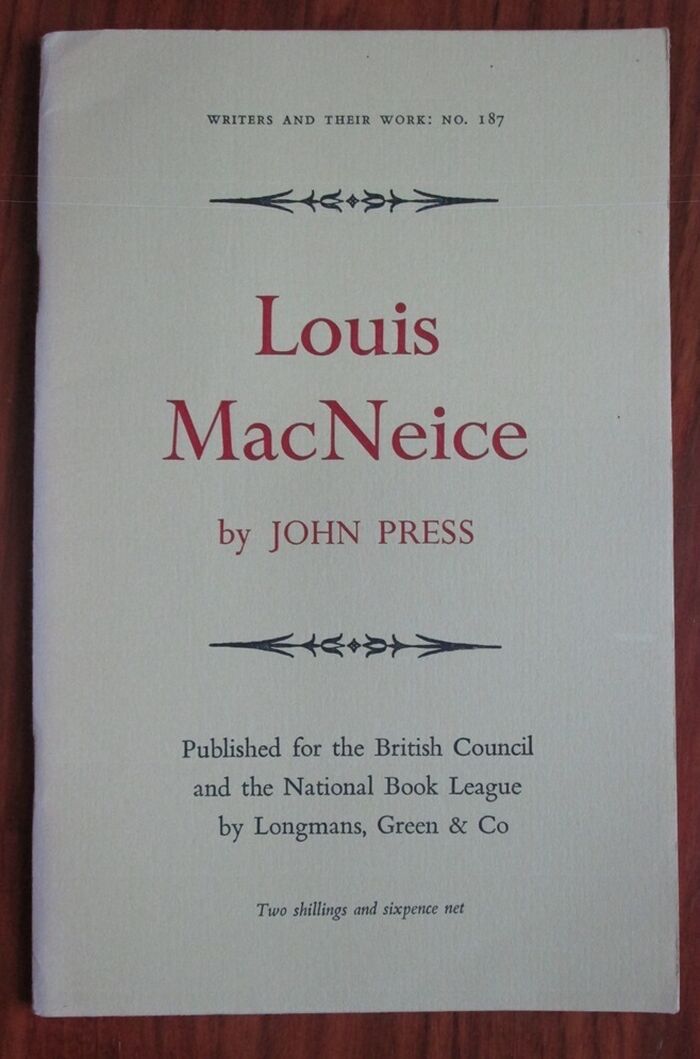 WRITERS AND THEIR WORK: NO. 187
Louis
MacNeice
by JOHN PRESS
Published for the British Council
and the National Book League
by Longmans, Green & Co
Two shillings and sixpence net